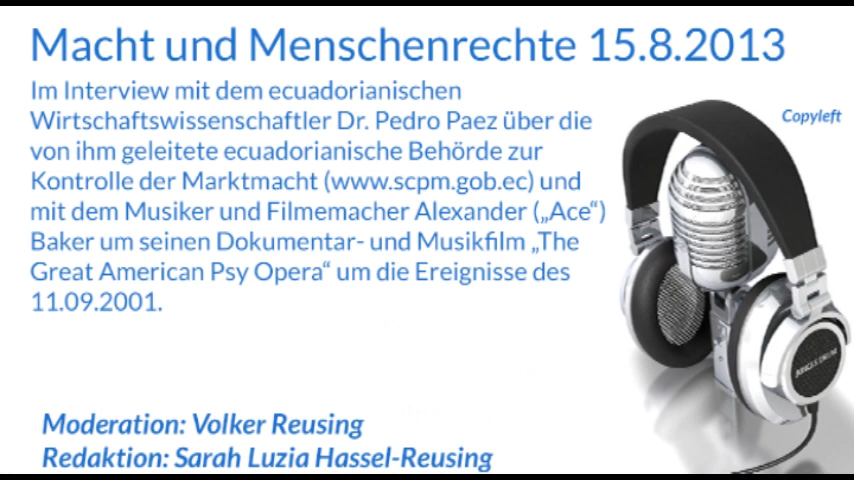 Macht und Menschenrechte 15.8.2013
Im Interview mit dem ecuadorianischen
Wirtschaftswissenschaftler Dr. Pedro Paez über die
von ihm geleitete ecuadorianische Behörde zur
Kontrolle der Marktmacht (www.scpm.gob.ec) und
mit dem Musiker und Filmemacher Alexander („Ace“)
Baker um seinen Dokumentar- und Musikfilm „The
Great American Psy Opera“ um die Ereignisse des
11.09.2001.
Copyleft
Moderation: Volker Reusing
Redaktion: Sarah Luzia Hassel-Reusing